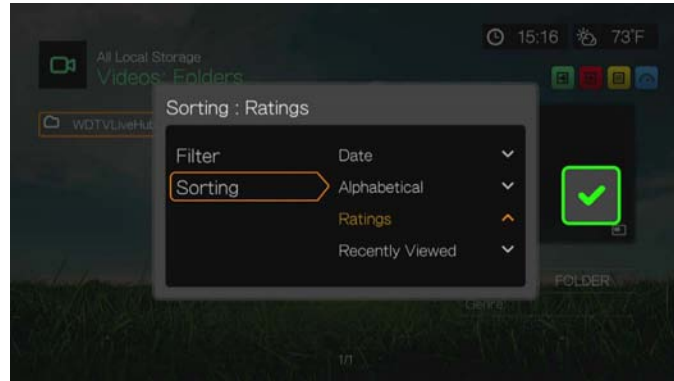 15:16 73°F
All Local Storage
Videos: Folders
WDTVLiveHub
Sorting : Ratings
Filter
Sorting
Date
Alphabetical
Ratings
Recently Viewed
FOLDER
Genre
1/1